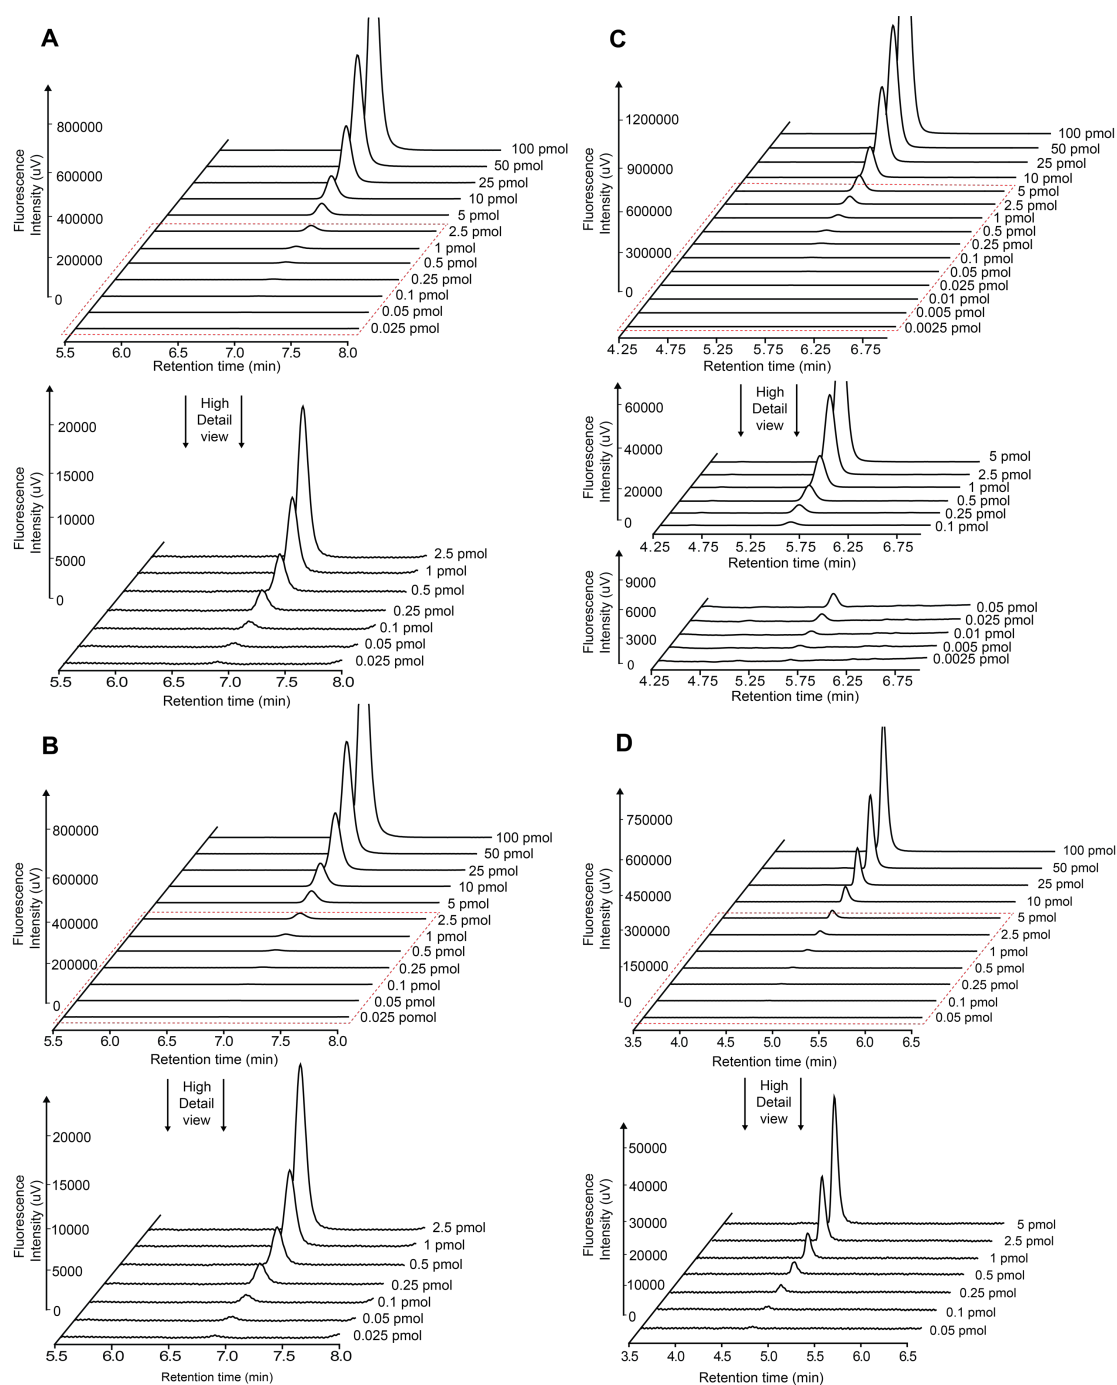 A
Fluorescence
Intensity (uV)
800000
600000
400000
200000
0
100 pmol
50 pmol
25 pmol
10 pmol
5 pmol
2.5 pmol
1 pmol
0.5 pmol
0.25 pmol
0.1 pmol
0.05 pmol
0.025 pmol
5.5 6.0 6.5 7.0 7.5 8.0
Retention time (min)
High
Detail
view
Fluorescence
Intensity (uV)
20000
15000
10000
5000
0
2.5 pmol
1 pmol
0.5 pmol
0.25 pmol
0.1 pmol
0.05 pmol
0.025 pmol
5.5 6.0 6.5 7.0 7.5 8.0
Retention time (min)
B
Fluorescence
Intensity (uV)
800000
600000
400000
200000
0
100 pmol
50 pmol
25 pmol
10 pmol
5 pmol
2.5 pmol
1 pmol
0.5 pmol
0.25 pmol
0.1 pmol
0.05 pmol
0.025 pomol
5.5 6.0 6.5 7.0 7.5 8.0
Retention time (min)
High
Detail
view
Fluorescence
Intensity (uV)
20000
15000
10000
5000
0
2.5 pmol
1 pmol
0.5 pmol
0.25 pmol
0.1 pmol
0.05 pmol
0.025 pmol
5.5 6.0 6.5 7.0 7.5 8.0
Retention time (min)
C
Fluorescence
Intensity (uV)
1200000
900000
600000
300000
0
100 pmol
50 pmol
25 pmol
10 pmol
5 pmol
2.5 pmol
1 pmol
0.5 pmol
0.25 pmol
0.1 pmol
0.05 pmol
0.025 pmol
0.01 pmol
0.005 pmol
0.0025 pmol
4.25 4.75 5.25 5.75 6.25 6.75
Retention time (min)
High
Detail
view
Fluorescence
Intensity (uV)
60000
40000
20000
0
5 pmol
2.5 pmol
1 pmol
0.5 pmol
0.25 pmol
0.1 pmol
4.25 4.75 5.25 5.75 6.25 6.75
Retention time (min)
Fluorescence
Intensity (uV)
9000
6000
3000
0
0.05 pmol
0.025 pmol
0.01 pmol
0.005 pmol
0.0025 pmol
4.25 4.75 5.25 5.75 6.25 6.75
Retention time (min)
D
Fluorescence
Intensity (uV)
750000
600000
450000
300000
150000
0
100 pmol
50 pmol
25 pmol
10 pmol
5 pmol
2.5 pmol
1 pmol
0.5 pmol
0.25 pmol
0.1 pmol
0.05 pmol
3.5 4.0 4.5 5.0 5.5 6.0 6.5
Retention time (min)
High
Detail
view
Fluorescence
Intensity (uV)
50000
40000
30000
20000
10000
0
5 pmol
2.5 pmol
1 pmol
0.5 pmol
0.25 pmol
0.1 pmol
0.05 pmol
3.5 4.0 4.5 5.0 5.5 6.0 6.5
Retention time (min)